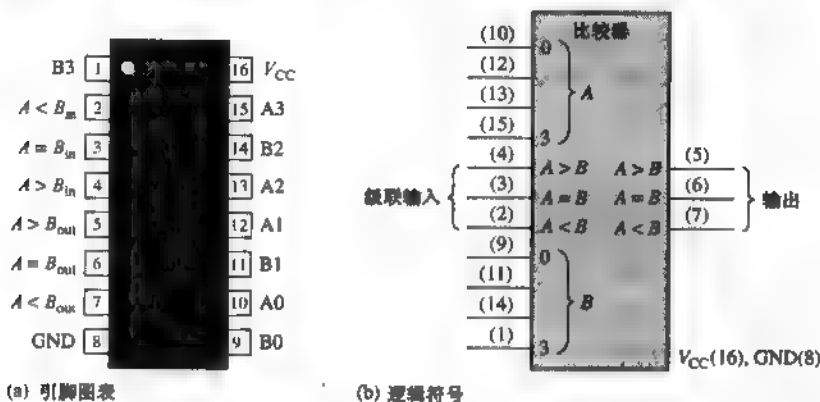 B3 1 16 V_CC
A < B_in 2 15 A3
A = B_in 3 14 B2
A > B_in 4 13 A2
A > B_out 5 12 A1
A = B_out 6 11 B1
A < B_out 7 10 A0
GND 8 9 B0
(a) 引脚图表
比较器
(10) 0
(12)
A
(13)
(15) 3
(4) A > B A > B (5)
级联输入 (3) A = B A = B (6) 输出
(2) A < B A < B (7)
(9) 0
(11)
B
(14)
(1) 3
V_CC(16), GND(8)
(b) 逻辑符号